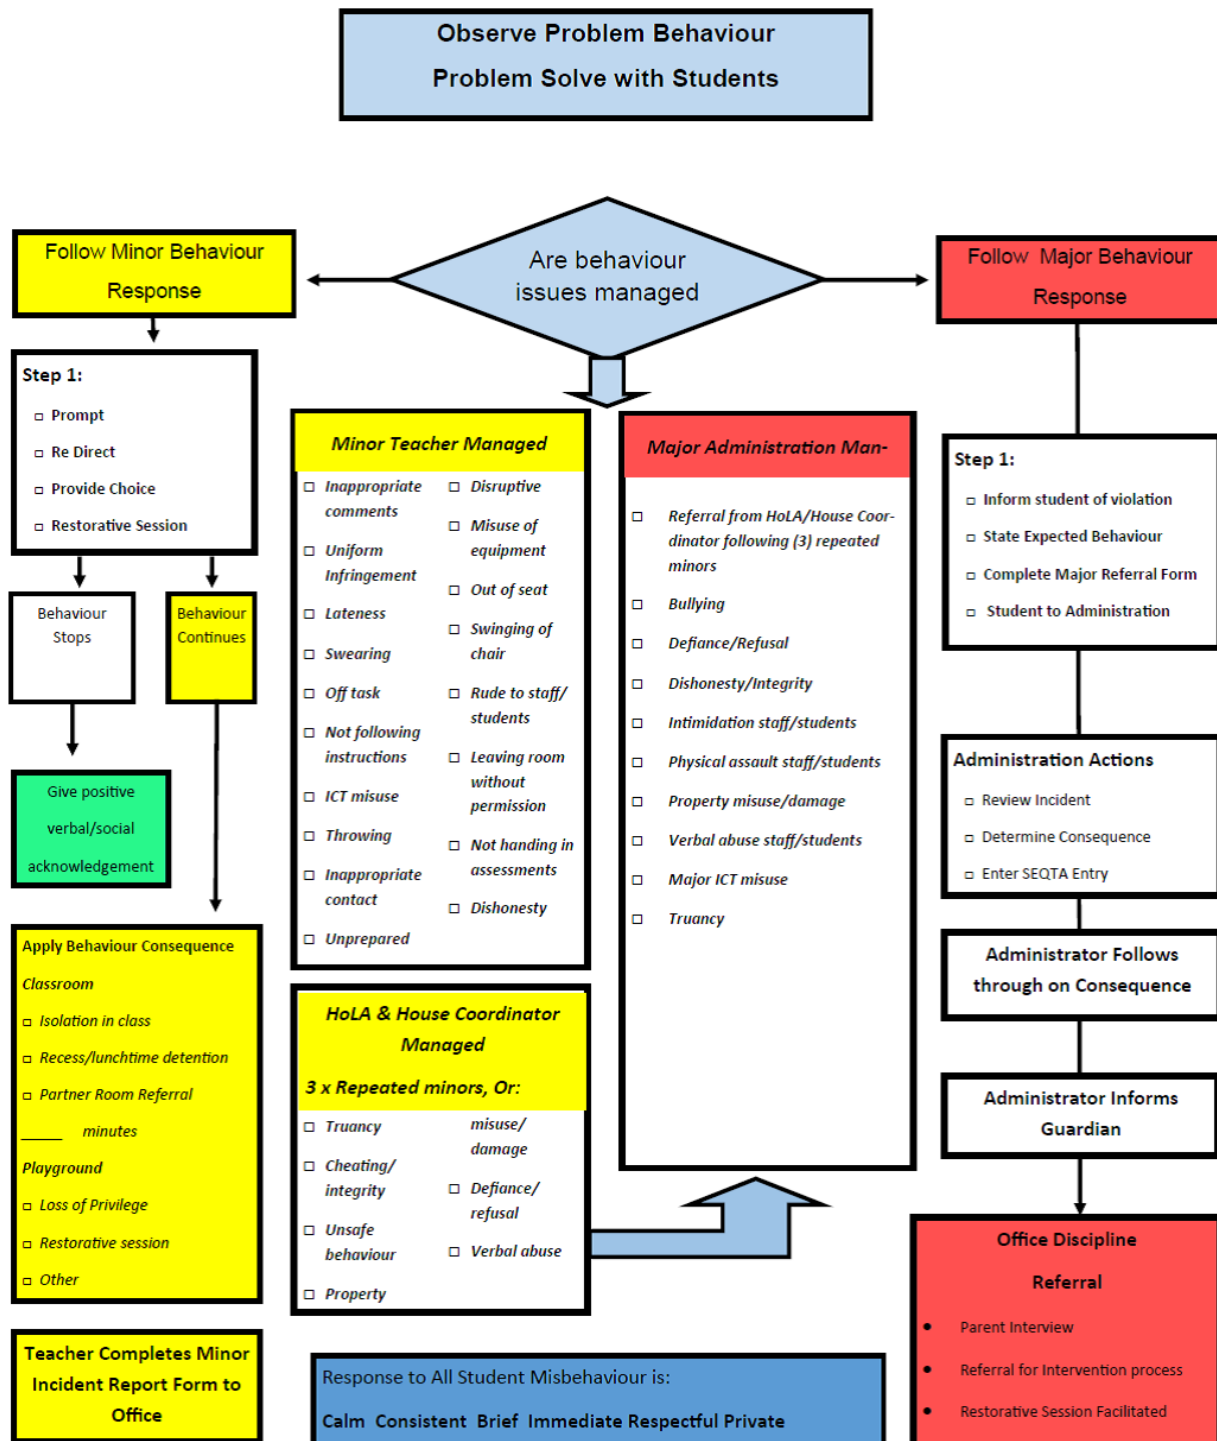 Observe Problem Behaviour
Problem Solve with Students
Are behaviour
issues managed
Follow Minor Behaviour
Response
Step 1:
Prompt
Re Direct
Provide Choice
Restorative Session
Behaviour
Stops
Behaviour
Continues
Give positive
verbal/social
acknowledgement
Apply Behaviour Consequence
Classroom
Isolation in class
Recess/lunchtime detention
Partner Room Referral
_____ minutes
Playground
Loss of Privilege
Restorative session
Other
Teacher Completes Minor
Incident Report Form to
Office
Minor Teacher Managed
Inappropriate
comments
Uniform
Infringement
Lateness
Swearing
Off task
Not following
instructions
ICT misuse
Throwing
Inappropriate
contact
Unprepared
Disruptive
Misuse of
equipment
Out of seat
Swinging of
chair
Rude to staff/
students
Leaving room
without
permission
Not handing in
assessments
Dishonesty
HoLA & House Coordinator
Managed
3 x Repeated minors, Or:
Truancy
Cheating/
integrity
Unsafe
behaviour
Property
misuse/
damage
Defiance/
refusal
Verbal abuse
Major Administration Man-
Referral from HoLA/House Coor-
dinator following (3) repeated
minors
Bullying
Defiance/Refusal
Dishonesty/Integrity
Intimidation staff/students
Physical assault staff/students
Property misuse/damage
Verbal abuse staff/students
Major ICT misuse
Truancy
Follow Major Behaviour
Response
Step 1:
Inform student of violation
State Expected Behaviour
Complete Major Referral Form
Student to Administration
Administration Actions
Review Incident
Determine Consequence
Enter SEQTA Entry
Administrator Follows
through on Consequence
Administrator Informs
Guardian
Office Discipline
Referral
Parent Interview
Referral for Intervention process
Restorative Session Facilitated
Response to All Student Misbehaviour is:
Calm Consistent Brief Immediate Respectful Private